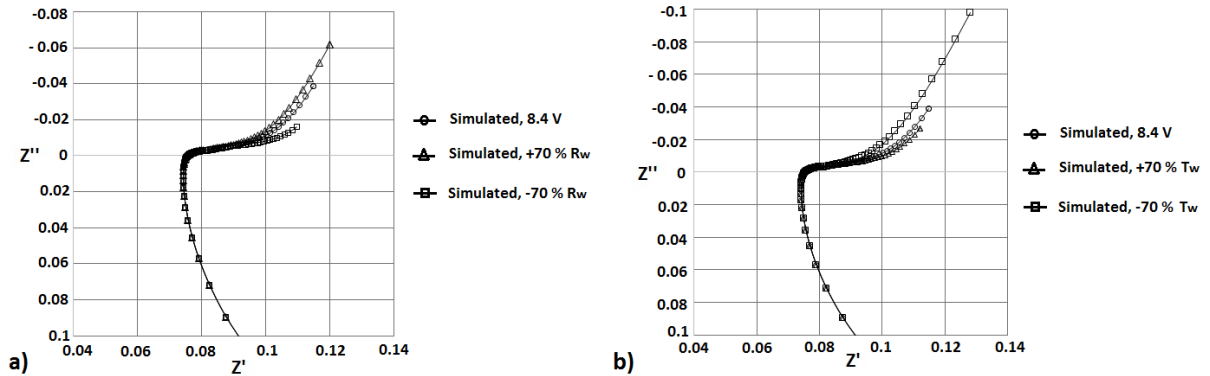 -0.08
- 0.06
-0.04
-0.02
0
0.02
0.04
0.06
0.08
0.1
Z''
0.04
0.06
0.08
0.1
0.12
0.14
Z'
a)
Simulated, 8.4 V
Simulated, +70 % Rw
Simulated, -70 % Rw
-0.1
-0.08
- 0.06
-0.04
-0.02
0
0.02
0.04
0.06
0.08
0.1
Z''
0.04
0.06
0.08
0.1
0.12
0.14
Z'
b)
Simulated, 8.4 V
Simulated, +70 % Tw
Simulated, -70 % Tw